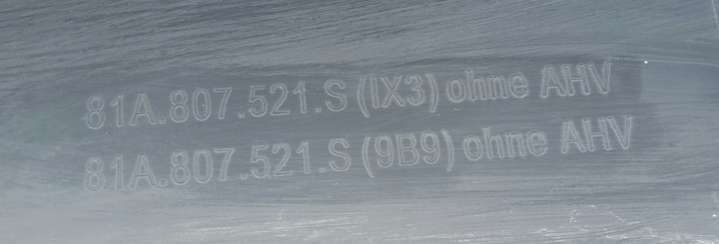 81A.807.521.S (IX3) ohne AHV
81A.807.521.S (9B9) ohne AHV